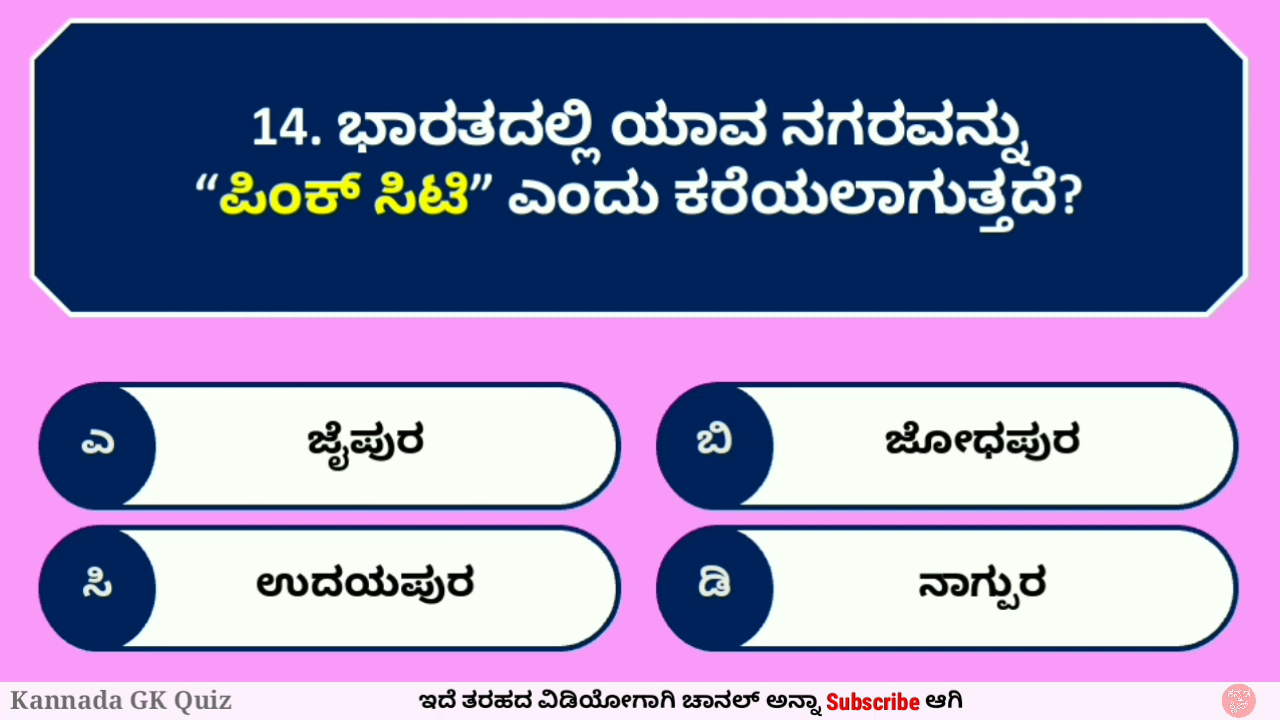 14. ಭಾರತದಲ್ಲಿ ಯಾವ ನಗರವನ್ನು
“ಪಿಂಕ್ ಸಿಟಿ” ಎಂದು ಕರೆಯಲಾಗುತ್ತದೆ?
ಎ ಜೈಪುರ
ಬಿ ಜೋಧಪುರ
ಸಿ ಉದಯಪುರ
ಡಿ ನಾಗ್ಪುರ
Kannada GK Quiz
ಇದೆ ತರಹದ ವಿಡಿಯೋಗಾಗಿ ಚಾನಲ್ ಅನ್ನಾ Subscribe ಆಗಿ